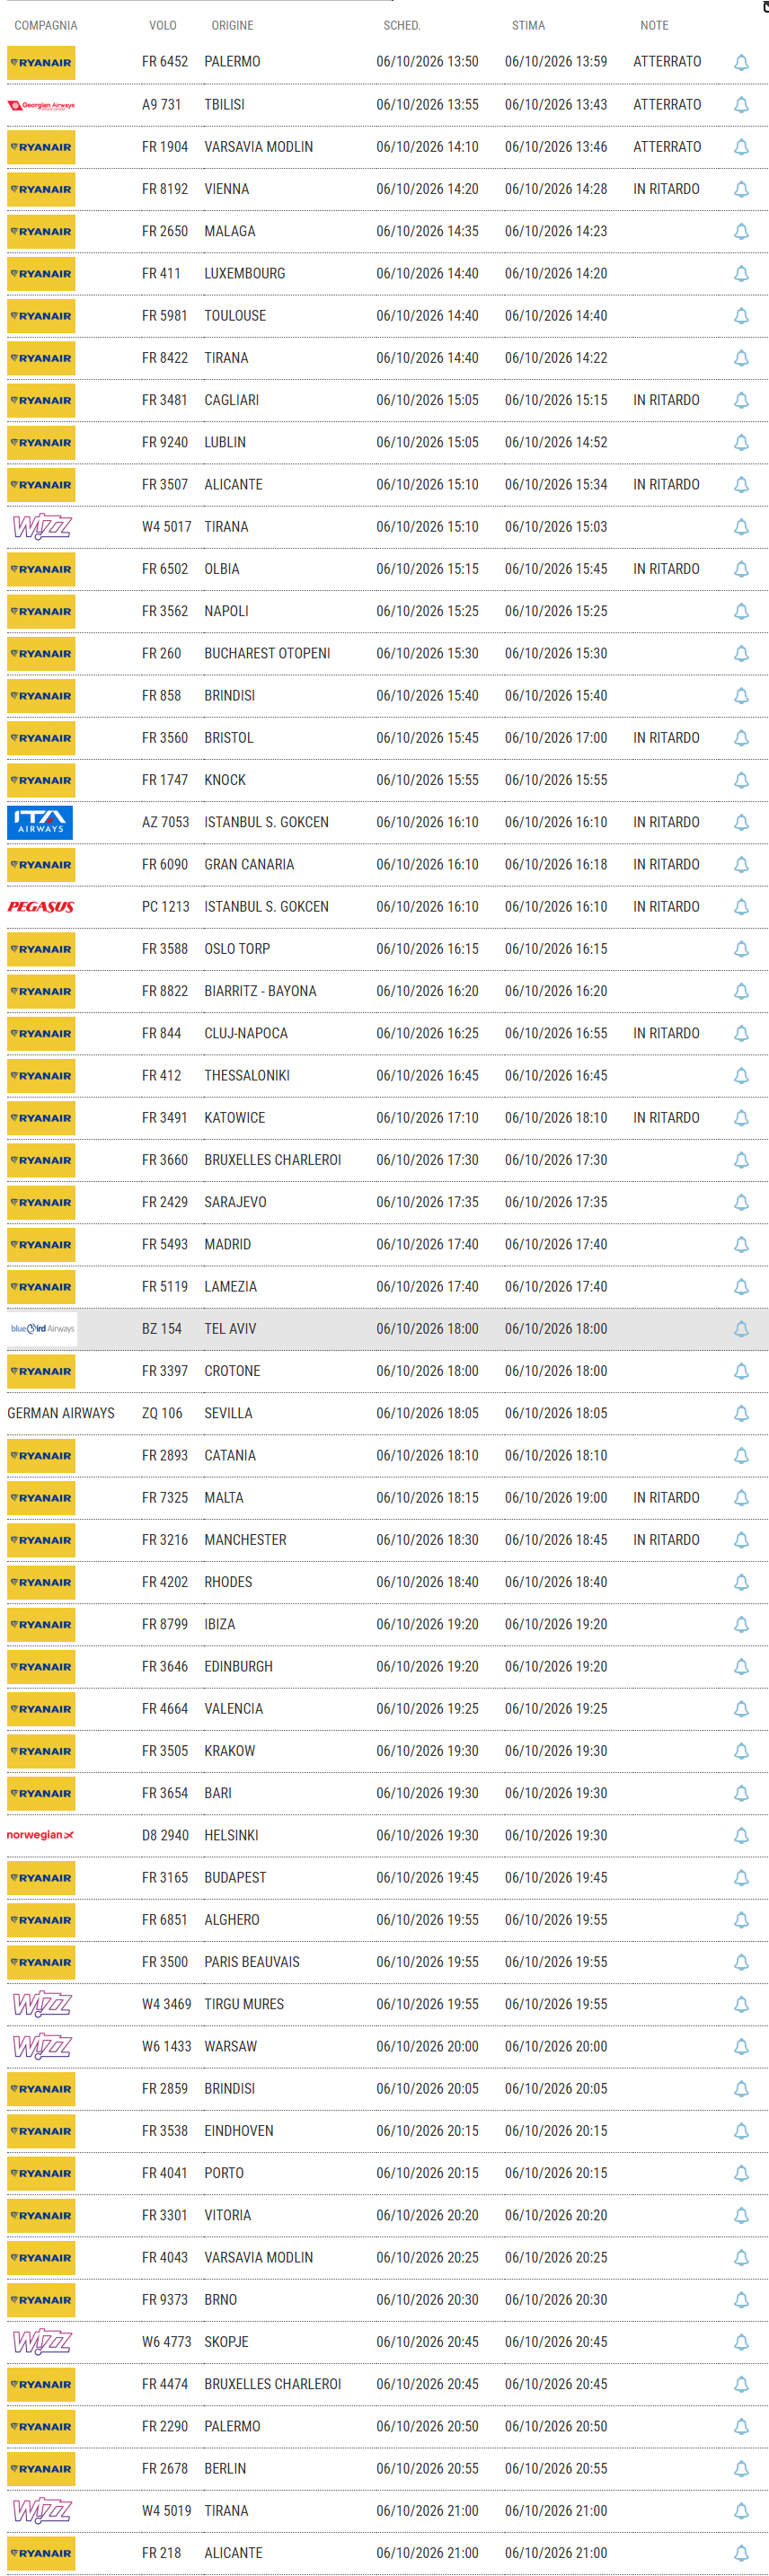 COMPAGNIA VOLO ORIGINE SCHED. STIMA NOTE
RYANAIR FR 6452 PALERMO 06/10/2026 13:50 06/10/2026 13:59 ATTERRATO
Georgian Airways A9 731 TBILISI 06/10/2026 13:55 06/10/2026 13:43 ATTERRATO
RYANAIR FR 1904 VARSAVIA MODLIN 06/10/2026 14:10 06/10/2026 13:46 ATTERRATO
RYANAIR FR 8192 VIENNA 06/10/2026 14:20 06/10/2026 14:28 IN RITARDO
RYANAIR FR 2650 MALAGA 06/10/2026 14:35 06/10/2026 14:23
RYANAIR FR 411 LUXEMBOURG 06/10/2026 14:40 06/10/2026 14:20
RYANAIR FR 5981 TOULOUSE 06/10/2026 14:40 06/10/2026 14:40
RYANAIR FR 8422 TIRANA 06/10/2026 14:40 06/10/2026 14:22
RYANAIR FR 3481 CAGLIARI 06/10/2026 15:05 06/10/2026 15:15 IN RITARDO
RYANAIR FR 9240 LUBLIN 06/10/2026 15:05 06/10/2026 14:52
RYANAIR FR 3507 ALICANTE 06/10/2026 15:10 06/10/2026 15:34 IN RITARDO
WIZZ W4 5017 TIRANA 06/10/2026 15:10 06/10/2026 15:03
RYANAIR FR 6502 OLBIA 06/10/2026 15:15 06/10/2026 15:45 IN RITARDO
RYANAIR FR 3562 NAPOLI 06/10/2026 15:25 06/10/2026 15:25
RYANAIR FR 260 BUCHAREST OTOPENI 06/10/2026 15:30 06/10/2026 15:30
RYANAIR FR 858 BRINDISI 06/10/2026 15:40 06/10/2026 15:40
RYANAIR FR 3560 BRISTOL 06/10/2026 15:45 06/10/2026 17:00 IN RITARDO
RYANAIR FR 1747 KNOCK 06/10/2026 15:55 06/10/2026 15:55
ITA AIRWAYS AZ 7053 ISTANBUL S. GOKCEN 06/10/2026 16:10 06/10/2026 16:10 IN RITARDO
RYANAIR FR 6090 GRAN CANARIA 06/10/2026 16:10 06/10/2026 16:18 IN RITARDO
PEGASUS PC 1213 ISTANBUL S. GOKCEN 06/10/2026 16:10 06/10/2026 16:10 IN RITARDO
RYANAIR FR 3588 OSLO TORP 06/10/2026 16:15 06/10/2026 16:15
RYANAIR FR 8822 BIARRITZ - BAYONA 06/10/2026 16:20 06/10/2026 16:20
RYANAIR FR 844 CLUJ-NAPOCA 06/10/2026 16:25 06/10/2026 16:55 IN RITARDO
RYANAIR FR 412 THESSALONIKI 06/10/2026 16:45 06/10/2026 16:45
RYANAIR FR 3491 KATOWICE 06/10/2026 17:10 06/10/2026 18:10 IN RITARDO
RYANAIR FR 3660 BRUXELLES CHARLEROI 06/10/2026 17:30 06/10/2026 17:30
RYANAIR FR 2429 SARAJEVO 06/10/2026 17:35 06/10/2026 17:35
RYANAIR FR 5493 MADRID 06/10/2026 17:40 06/10/2026 17:40
RYANAIR FR 5119 LAMEZIA 06/10/2026 17:40 06/10/2026 17:40
blueBird Airways BZ 154 TEL AVIV 06/10/2026 18:00 06/10/2026 18:00
RYANAIR FR 3397 CROTONE 06/10/2026 18:00 06/10/2026 18:00
GERMAN AIRWAYS ZQ 106 SEVILLA 06/10/2026 18:05 06/10/2026 18:05
RYANAIR FR 2893 CATANIA 06/10/2026 18:10 06/10/2026 18:10
RYANAIR FR 7325 MALTA 06/10/2026 18:15 06/10/2026 19:00 IN RITARDO
RYANAIR FR 3216 MANCHESTER 06/10/2026 18:30 06/10/2026 18:45 IN RITARDO
RYANAIR FR 4202 RHODES 06/10/2026 18:40 06/10/2026 18:40
RYANAIR FR 8799 IBIZA 06/10/2026 19:20 06/10/2026 19:20
RYANAIR FR 3646 EDINBURGH 06/10/2026 19:20 06/10/2026 19:20
RYANAIR FR 4664 VALENCIA 06/10/2026 19:25 06/10/2026 19:25
RYANAIR FR 3505 KRAKOW 06/10/2026 19:30 06/10/2026 19:30
RYANAIR FR 3654 BARI 06/10/2026 19:30 06/10/2026 19:30
norwegian D8 2940 HELSINKI 06/10/2026 19:30 06/10/2026 19:30
RYANAIR FR 3165 BUDAPEST 06/10/2026 19:45 06/10/2026 19:45
RYANAIR FR 6851 ALGHERO 06/10/2026 19:55 06/10/2026 19:55
RYANAIR FR 3500 PARIS BEAUVAIS 06/10/2026 19:55 06/10/2026 19:55
WIZZ W4 3469 TIRGU MURES 06/10/2026 19:55 06/10/2026 19:55
WIZZ W6 1433 WARSAW 06/10/2026 20:00 06/10/2026 20:00
RYANAIR FR 2859 BRINDISI 06/10/2026 20:05 06/10/2026 20:05
RYANAIR FR 3538 EINDHOVEN 06/10/2026 20:15 06/10/2026 20:15
RYANAIR FR 4041 PORTO 06/10/2026 20:15 06/10/2026 20:15
RYANAIR FR 3301 VITORIA 06/10/2026 20:20 06/10/2026 20:20
RYANAIR FR 4043 VARSAVIA MODLIN 06/10/2026 20:25 06/10/2026 20:25
RYANAIR FR 9373 BRNO 06/10/2026 20:30 06/10/2026 20:30
WIZZ W6 4773 SKOPJE 06/10/2026 20:45 06/10/2026 20:45
RYANAIR FR 4474 BRUXELLES CHARLEROI 06/10/2026 20:45 06/10/2026 20:45
RYANAIR FR 2290 PALERMO 06/10/2026 20:50 06/10/2026 20:50
RYANAIR FR 2678 BERLIN 06/10/2026 20:55 06/10/2026 20:55
WIZZ W4 5019 TIRANA 06/10/2026 21:00 06/10/2026 21:00
RYANAIR FR 218 ALICANTE 06/10/2026 21:00 06/10/2026 21:00